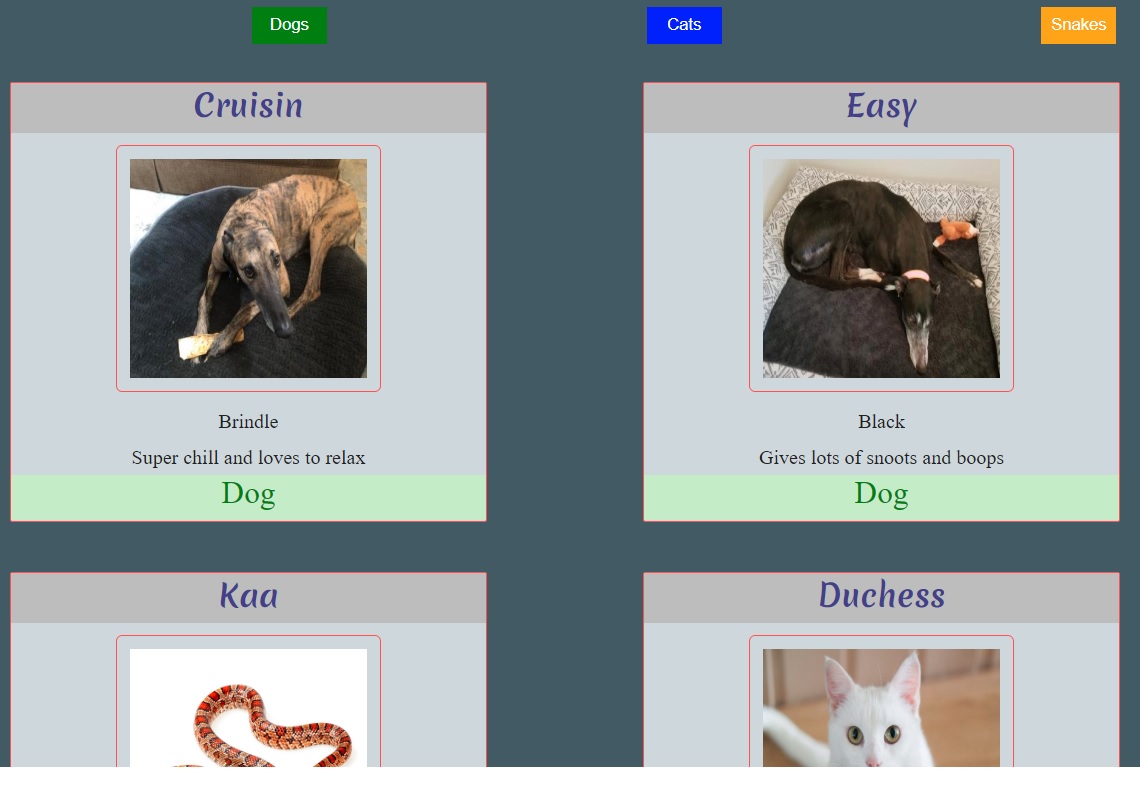 Dogs
Cats
Snakes
Cruisin
Easy
Brindle
Black
Super chill and loves to relax
Gives lots of snoots and boops
Dog
Dog
Kaa
Duchess